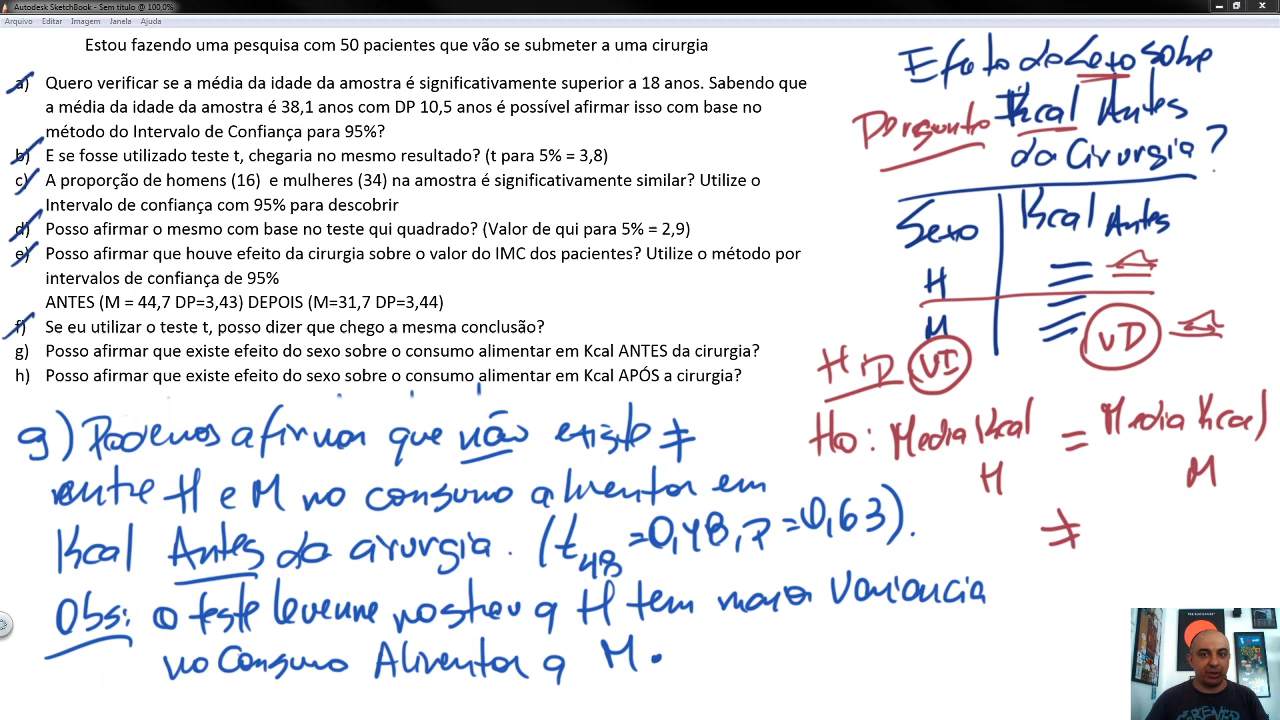 Autodesk SketchBook - Sem título @ 100,0%
Arquivo Editar Imagem Janela Ajuda
Estou fazendo uma pesquisa com 50 pacientes que vão se submeter a uma cirurgia
a) Quero verificar se a média da idade da amostra é significativamente superior a 18 anos. Sabendo que
a média da idade da amostra é 38,1 anos com DP 10,5 anos é possível afirmar isso com base no
método do Intervalo de Confiança para 95%?
b) E se fosse utilizado teste t, chegaria no mesmo resultado? (t para 5% = 3,8)
c) A proporção de homens (16) e mulheres (34) na amostra é significativamente similar? Utilize o
Intervalo de confiança com 95% para descobrir
d) Posso afirmar o mesmo com base no teste qui quadrado? (Valor de qui para 5% = 2,9)
e) Posso afirmar que houve efeito da cirurgia sobre o valor do IMC dos pacientes? Utilize o método por
intervalos de confiança de 95%
ANTES (M = 44,7 DP=3,43) DEPOIS (M=31,7 DP=3,44)
f) Se eu utilizar o teste t, posso dizer que chego a mesma conclusão?
g) Posso afirmar que existe efeito do sexo sobre o consumo alimentar em Kcal ANTES da cirurgia?
h) Posso afirmar que existe efeito do sexo sobre o consumo alimentar em Kcal APÓS a cirurgia?
Efeito do Sexo sobre
Pergunta Kcal Antes
da Cirurgia?
Sexo Kcal Antes
H
M VD
VI
H0: Media Kcal = Media Kcal
H M
≠
g) Podemos afirmar que não existe ≠
entre H e M no consumo alimentar em
Kcal Antes da cirurgia. (t48 = 0,48, P = 0,63).
Obs: o teste levenne mostrou q H tem maior variancia
no Consumo Alimentar q M.